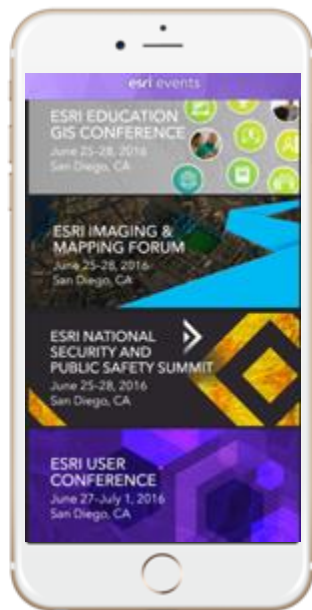 esri events
ESRI EDUCATION
GIS CONFERENCE
June 25-28, 2016
San Diego, CA
ESRI IMAGING &
MAPPING FORUM
June 25-28, 2016
San Diego, CA
ESRI NATIONAL
SECURITY AND
PUBLIC SAFETY SUMMIT
June 25-28, 2016
San Diego, CA
ESRI USER
CONFERENCE
June 27-July 1, 2016
San Diego, CA